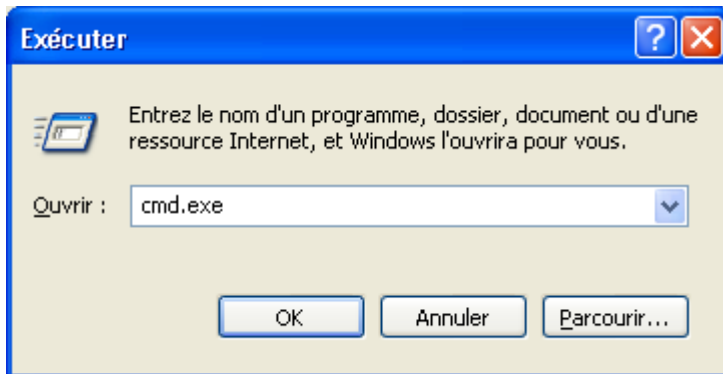 Exécuter
Entrez le nom d'un programme, dossier, document ou d'une
ressource Internet, et Windows l'ouvrira pour vous.
Ouvrir : cmd.exe
OK Annuler Parcourir...